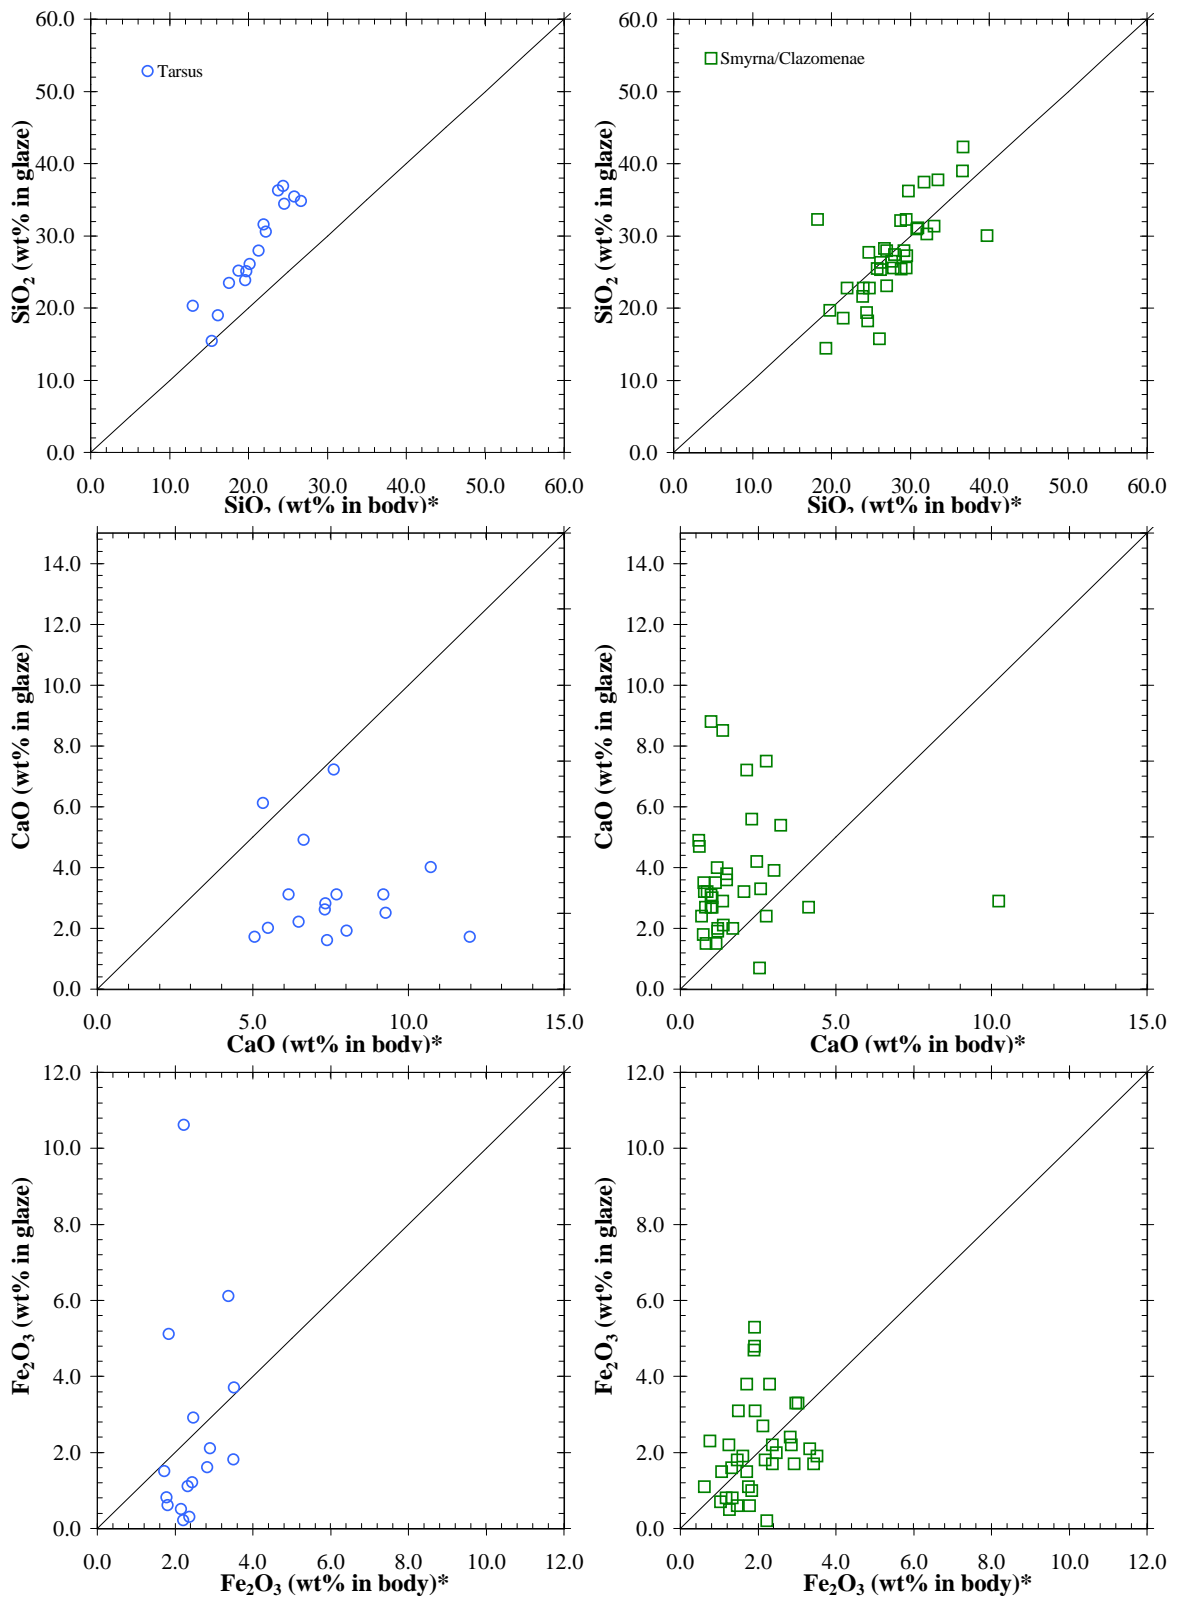 60.0
50.0
40.0
30.0
20.0
10.0
0.0
SiO₂ (wt% in glaze)
Tarsus
0.0 10.0 20.0 30.0 40.0 50.0 60.0
SiO₂ (wt% in body)*
60.0
50.0
40.0
30.0
20.0
10.0
0.0
SiO₂ (wt% in glaze)
Smyrna/Clazomenae
0.0 10.0 20.0 30.0 40.0 50.0 60.0
SiO₂ (wt% in body)*
14.0
12.0
10.0
8.0
6.0
4.0
2.0
0.0
CaO (wt% in glaze)
0.0 5.0 10.0 15.0
CaO (wt% in body)*
14.0
12.0
10.0
8.0
6.0
4.0
2.0
0.0
CaO (wt% in glaze)
0.0 5.0 10.0 15.0
CaO (wt% in body)*
12.0
10.0
8.0
6.0
4.0
2.0
0.0
Fe₂O₃ (wt% in glaze)
0.0 2.0 4.0 6.0 8.0 10.0 12.0
Fe₂O₃ (wt% in body)*
12.0
10.0
8.0
6.0
4.0
2.0
0.0
Fe₂O₃ (wt% in glaze)
0.0 2.0 4.0 6.0 8.0 10.0 12.0
Fe₂O₃ (wt% in body)*